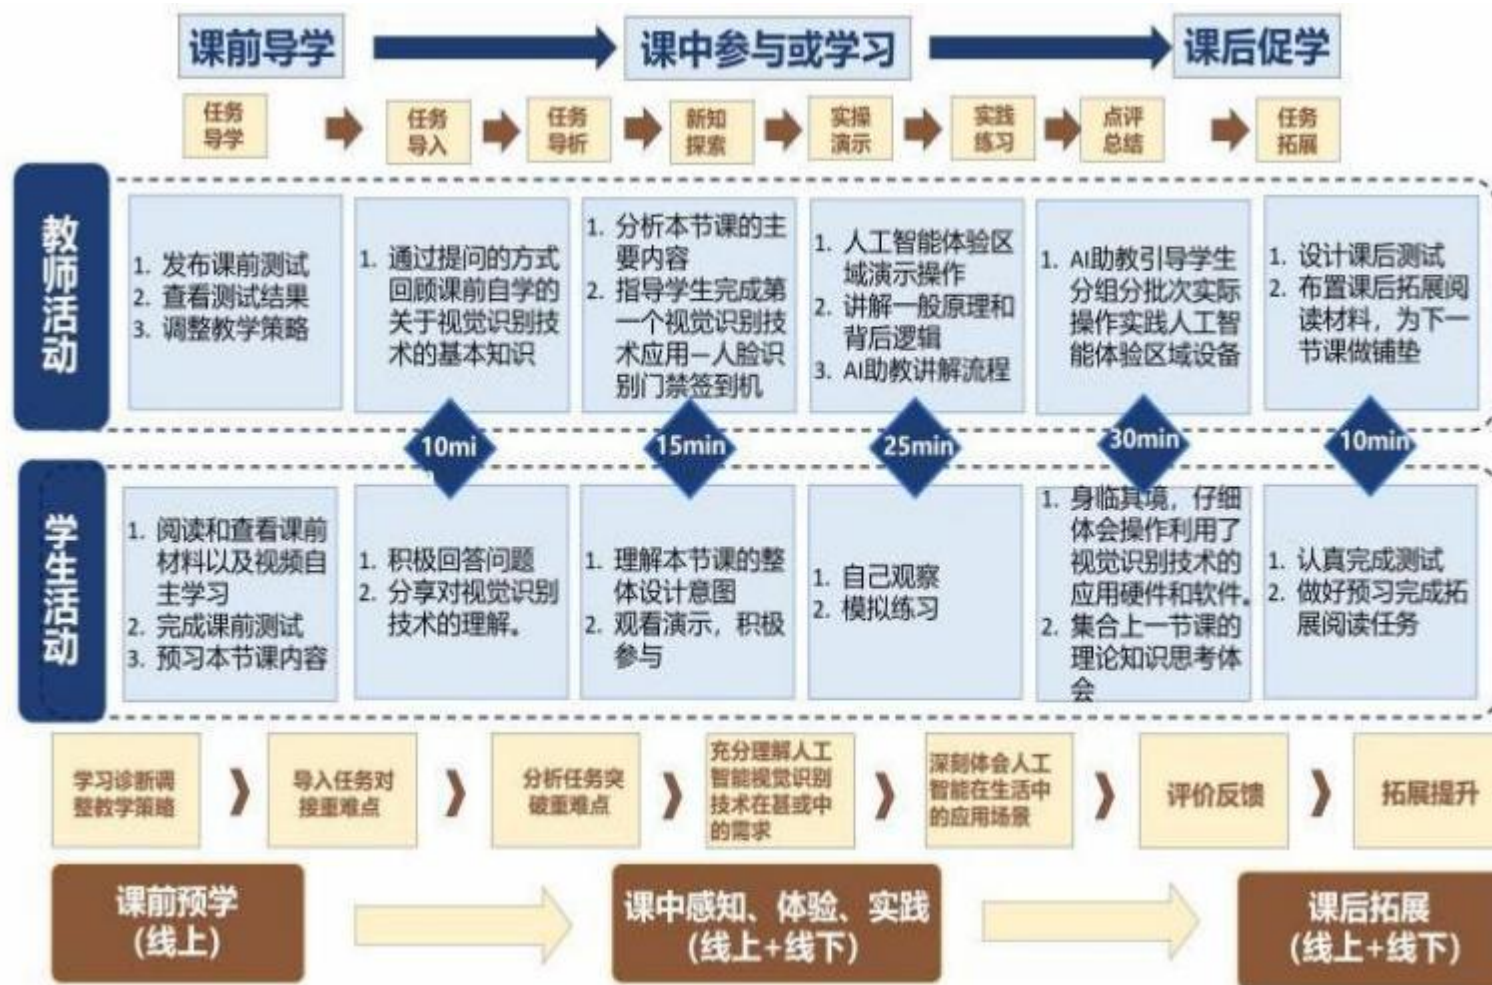 课前导学
课中参与或学习
课后促学
任务
导学
任务
导入
任务
导析
新知
探索
实操
演示
实践
练习
点评
总结
任务
拓展
教师活动
1. 发布课前测试
2. 查看测试结果
3. 调整教学策略
1. 通过提问的方式
回顾课前自学的
关于视觉识别技
术的基本知识
1. 分析本节课的主
要内容
2. 指导学生完成第
一个视觉识别技
术应用—人脸识
别门禁签到机
1. 人工智能体验区
域演示操作
2. 讲解一般原理和
背后逻辑
3. AI助教讲解流程
1. AI助教引导学生
分组分批次实际
操作实践人工智
能体验区域设备
1. 设计课后测试
2. 布置课后拓展阅
读材料，为下一
节课做铺垫
10mi
15min
25min
30min
10min
学生活动
1. 阅读和查看课前
材料以及视频自
主学习
2. 完成课前测试
3. 预习本节课内容
1. 积极回答问题
2. 分享对视觉识别
技术的理解。
1. 理解本节课的整
体设计意图
2. 观看演示，积极
参与
1. 自己观察
2. 模拟练习
1. 身临其境，仔细
体会操作利用了
视觉识别技术的
应用硬件和软件。
2. 集合上一节课的
理论知识思考体
会
1. 认真完成测试
2. 做好预习完成拓
展阅读任务
学习诊断调
整教学策略
导入任务对
接重难点
分析任务突
破重难点
充分理解人工
智能视觉识别
技术在甚或中
的需求
深刻体会人工
智能在生活中
的应用场景
评价反馈
拓展提升
课前预学
(线上)
课中感知、体验、实践
(线上+线下)
课后拓展
(线上+线下)